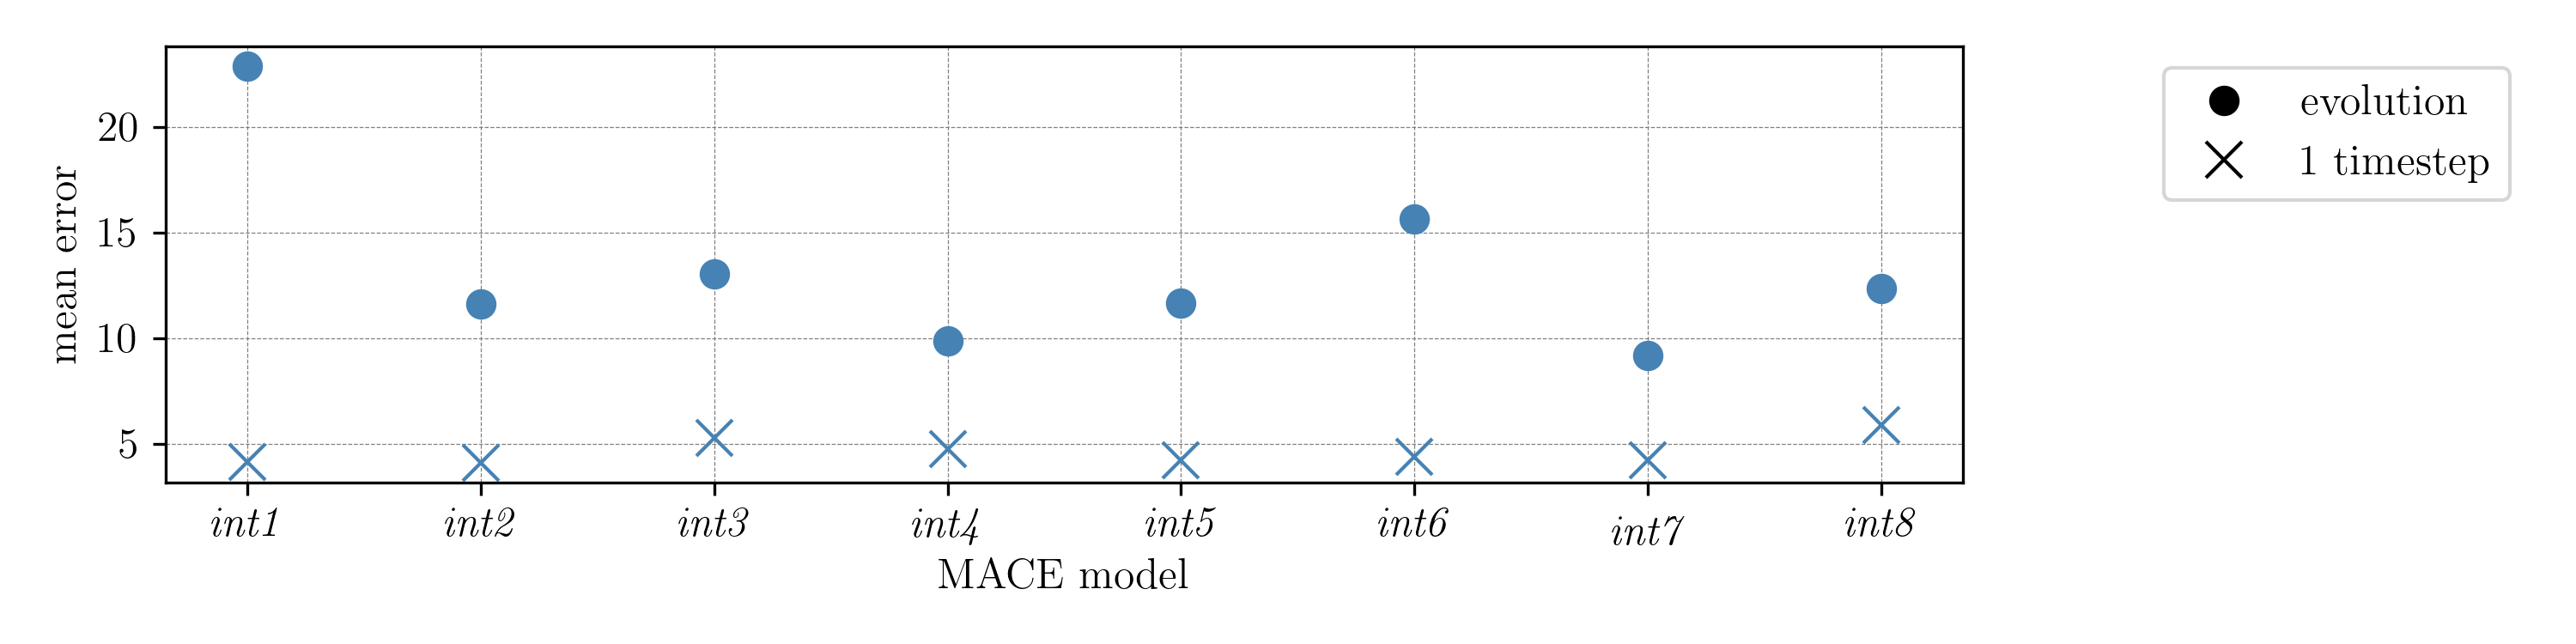 evolution
1 timestep
mean error
20
15
10
5
int1 int2 int3 int4 int5 int6 int7 int8
MACE model